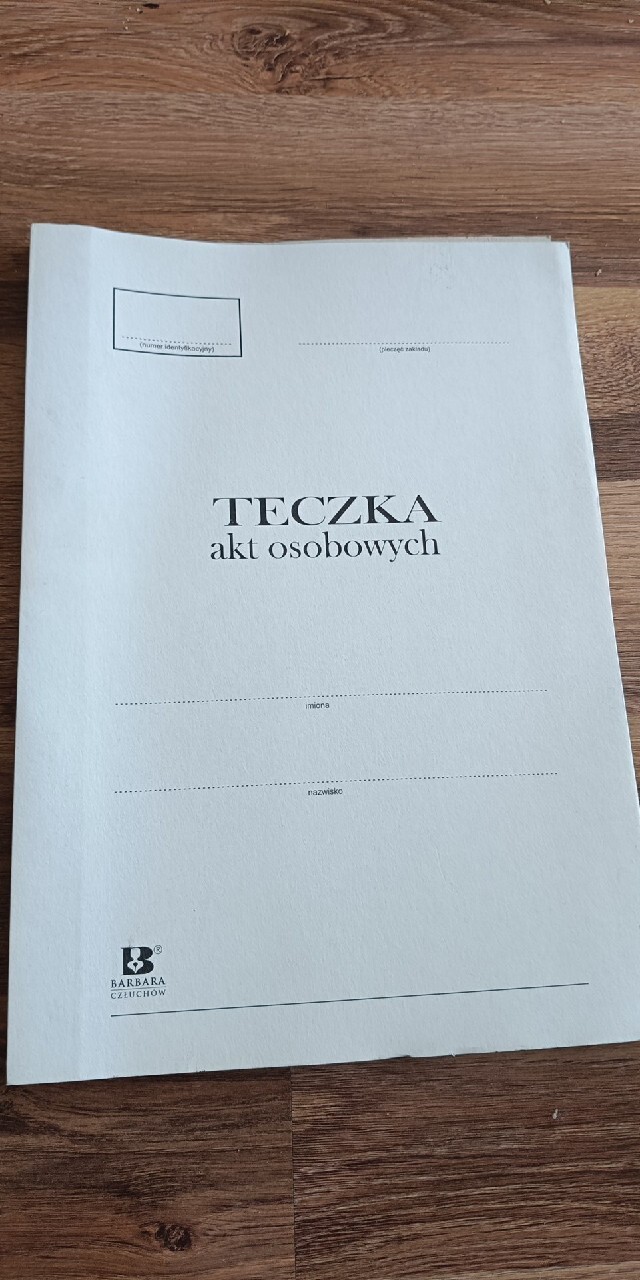 (numer identyfikacyjny)
(pieczęć zakładu)
TECZKA
akt osobowych
imiona
nazwisko
B®
BARBARA
CZŁUCHÓW